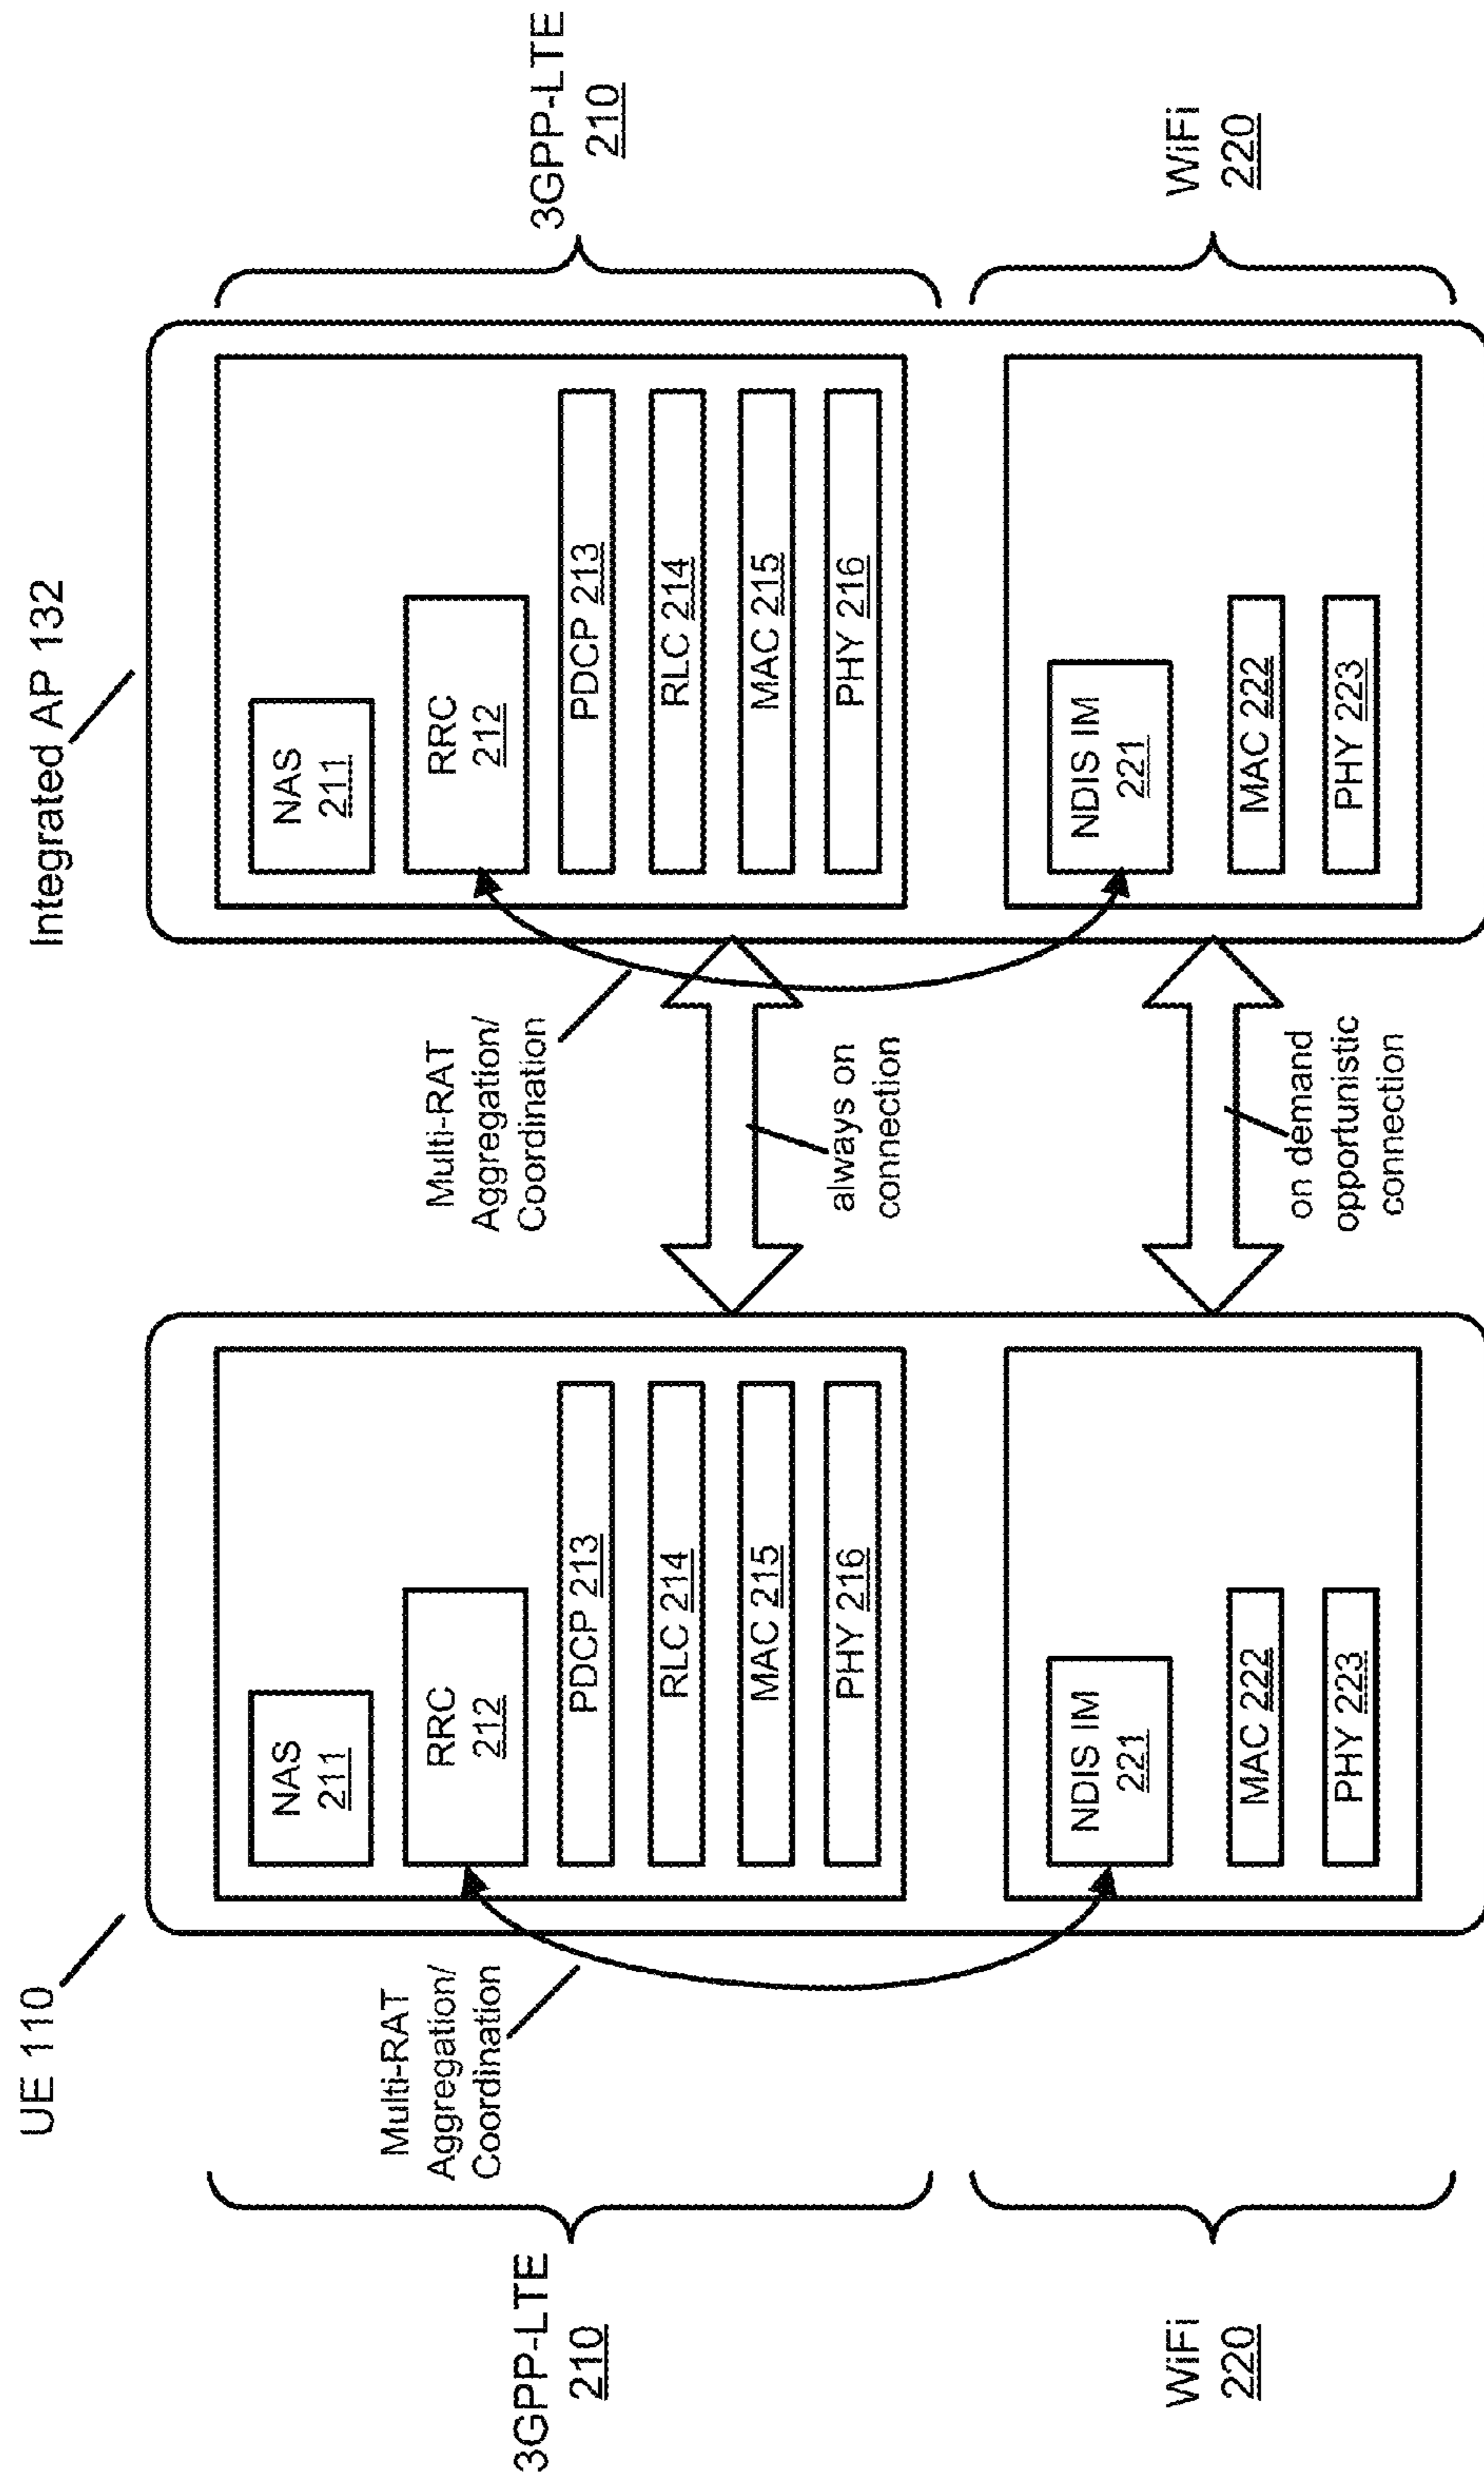 UE 110
Integrated AP 132
3GPP-LTE
210
WiFi
220
Multi-RAT
Aggregation/
Coordination
NAS
211
RRC
212
PDCP 213
RLC 214
MAC 215
PHY 216
NDIS IM
221
MAC 222
PHY 223
Multi-RAT
Aggregation/
Coordination
always on
connection
on demand
opportunistic
connection
NAS
211
RRC
212
PDCP 213
RLC 214
MAC 215
PHY 216
NDIS IM
221
MAC 222
PHY 223
3GPP-LTE
210
WiFi
220